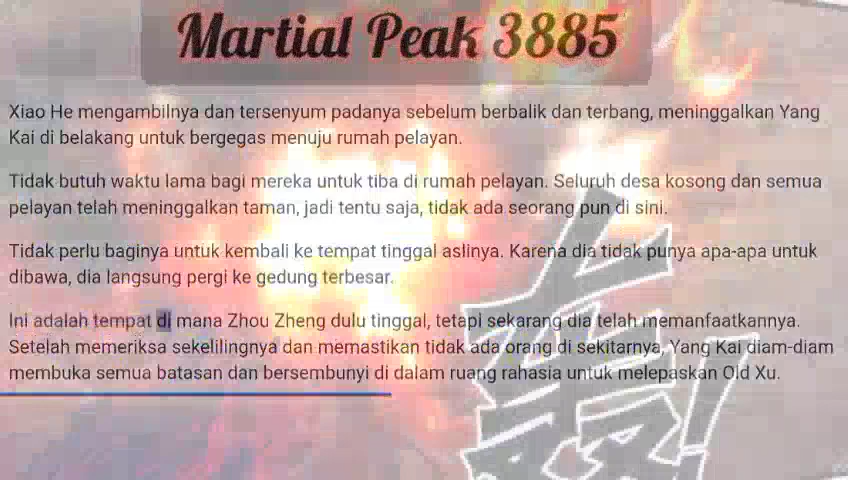 Martial Peak 3885
Xiao He mengambilnya dan tersenyum padanya sebelum berbalik dan terbang, meninggalkan Yang
Kai di belakang untuk bergegas menuju rumah pelayan.
Tidak butuh waktu lama bagi mereka untuk tiba di rumah pelayan. Seluruh desa kosong dan semua
pelayan telah meninggalkan taman, jadi tentu saja, tidak ada seorang pun di sini.
Tidak perlu baginya untuk kembali ke tempat tinggal aslinya. Karena dia tidak punya apa-apa untuk
dibawa, dia langsung pergi ke gedung terbesar.
Ini adalah tempat di mana Zhou Zheng dulu tinggal, tetapi sekarang dia telah memanfaatkannya.
Setelah memeriksa sekelilingnya dan memastikan tidak ada orang di sekitarnya, Yang Kai diam-diam
membuka semua batasan dan bersembunyi di dalam ruang rahasia untuk melepaskan Old Xu.